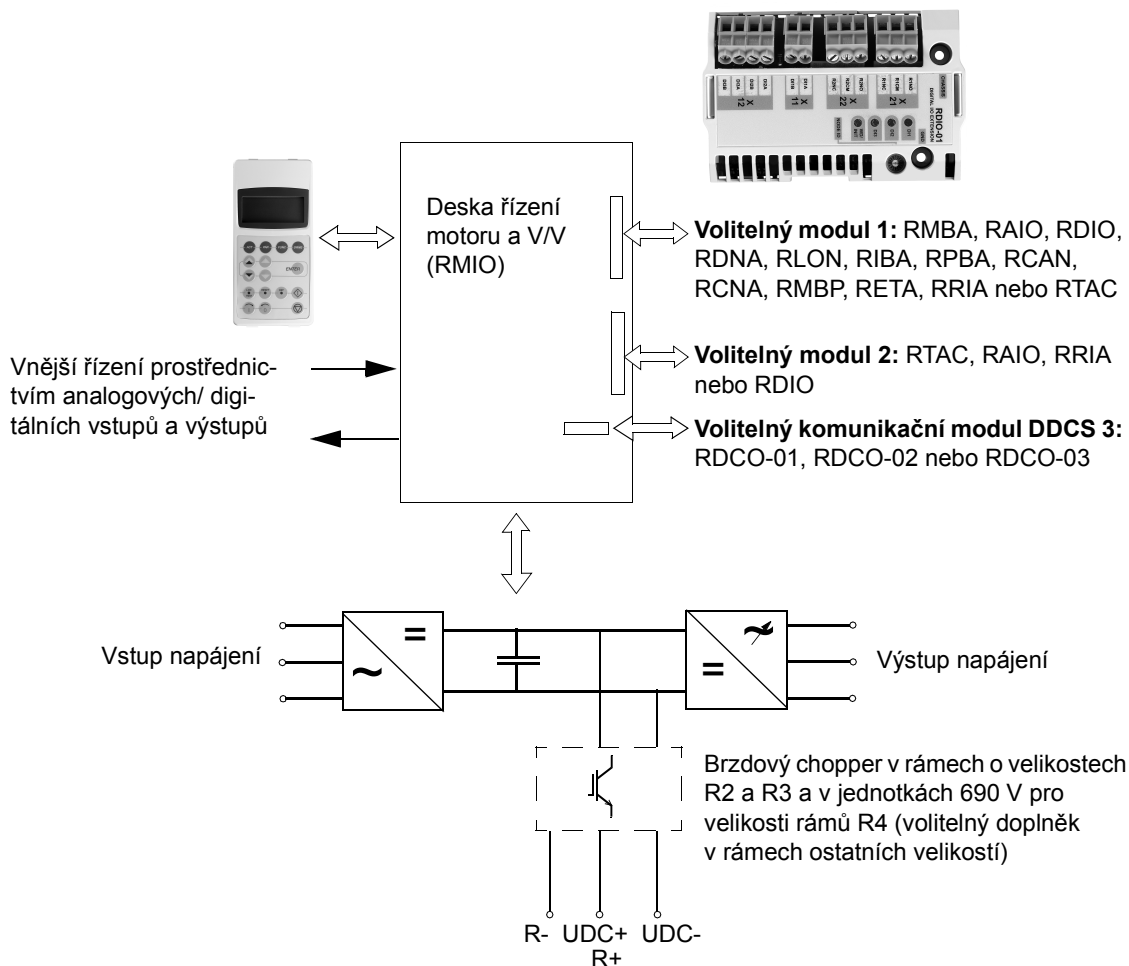 RDIO-01
DIGITAL I/O EXTENSION
CHASSIS
Deska řízení
motoru a V/V
(RMIO)
Volitelný modul 1: RMBA, RAIO, RDIO,
RDNA, RLON, RIBA, RPBA, RCAN,
RCNA, RMBP, RETA, RRIA nebo RTAC
Vnější řízení prostřednic-
tvím analogových/ digi-
tálních vstupů a výstupů
Volitelný modul 2: RTAC, RAIO, RRIA
nebo RDIO
Volitelný komunikační modul DDCS 3:
RDCO-01, RDCO-02 nebo RDCO-03
Vstup napájení
=
~
~
=
Výstup napájení
Brzdový chopper v rámech o velikostech
R2 a R3 a v jednotkách 690 V pro
velikosti rámů R4 (volitelný doplněk
v rámech ostatních velikostí)
R- UDC+ UDC-
R+